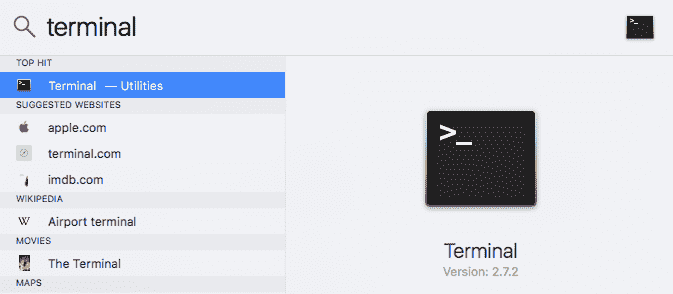 terminal
TOP HIT
Terminal — Utilities
SUGGESTED WEBSITES
apple.com
terminal.com
imdb.com
WIKIPEDIA
W Airport terminal
MOVIES
The Terminal
MAPS
>_
Terminal
Version: 2.7.2